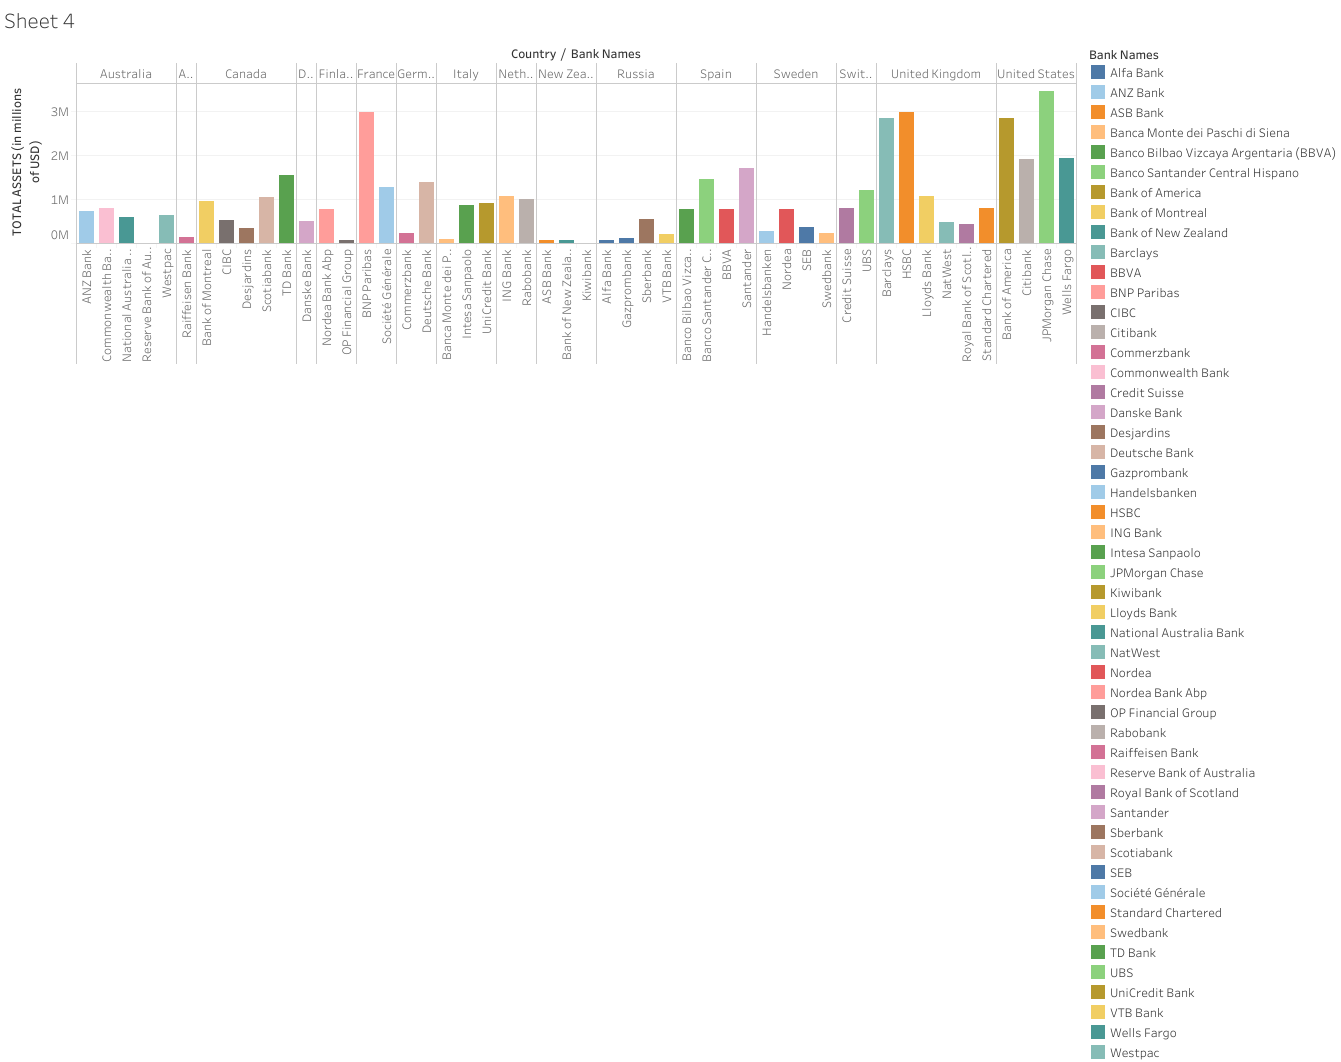 Sheet 4
Country / Bank Names
Australia A.. Canada D.. Finla.. France Germ.. Italy Neth.. New Zea.. Russia Spain Sweden Swit.. United Kingdom United States
TOTAL ASSETS (in millions
of USD)
3M
2M
1M
0M
ANZ Bank
Commonwealth Ba..
National Australia ..
Reserve Bank of Au..
Westpac
Raiffeisen Bank
Bank of Montreal
CIBC
Desjardins
Scotiabank
TD Bank
Danske Bank
Nordea Bank Abp
OP Financial Group
BNP Paribas
Société Générale
Commerzbank
Deutsche Bank
Banca Monte dei P..
Intesa Sanpaolo
UniCredit Bank
ING Bank
Rabobank
ASB Bank
Bank of New Zeala..
Kiwibank
Alfa Bank
Gazprombank
Sberbank
VTB Bank
Banco Bilbao Vizca..
Banco Santander C..
BBVA
Santander
Handelsbanken
Nordea
SEB
Swedbank
Credit Suisse
UBS
Barclays
HSBC
Lloyds Bank
NatWest
Royal Bank of Scotl..
Standard Chartered
Bank of America
Citibank
JPMorgan Chase
Wells Fargo
Bank Names
Alfa Bank
ANZ Bank
ASB Bank
Banca Monte dei Paschi di Siena
Banco Bilbao Vizcaya Argentaria (BBVA)
Banco Santander Central Hispano
Bank of America
Bank of Montreal
Bank of New Zealand
Barclays
BBVA
BNP Paribas
CIBC
Citibank
Commerzbank
Commonwealth Bank
Credit Suisse
Danske Bank
Desjardins
Deutsche Bank
Gazprombank
Handelsbanken
HSBC
ING Bank
Intesa Sanpaolo
JPMorgan Chase
Kiwibank
Lloyds Bank
National Australia Bank
NatWest
Nordea
Nordea Bank Abp
OP Financial Group
Rabobank
Raiffeisen Bank
Reserve Bank of Australia
Royal Bank of Scotland
Santander
Sberbank
Scotiabank
SEB
Société Générale
Standard Chartered
Swedbank
TD Bank
UBS
UniCredit Bank
VTB Bank
Wells Fargo
Westpac